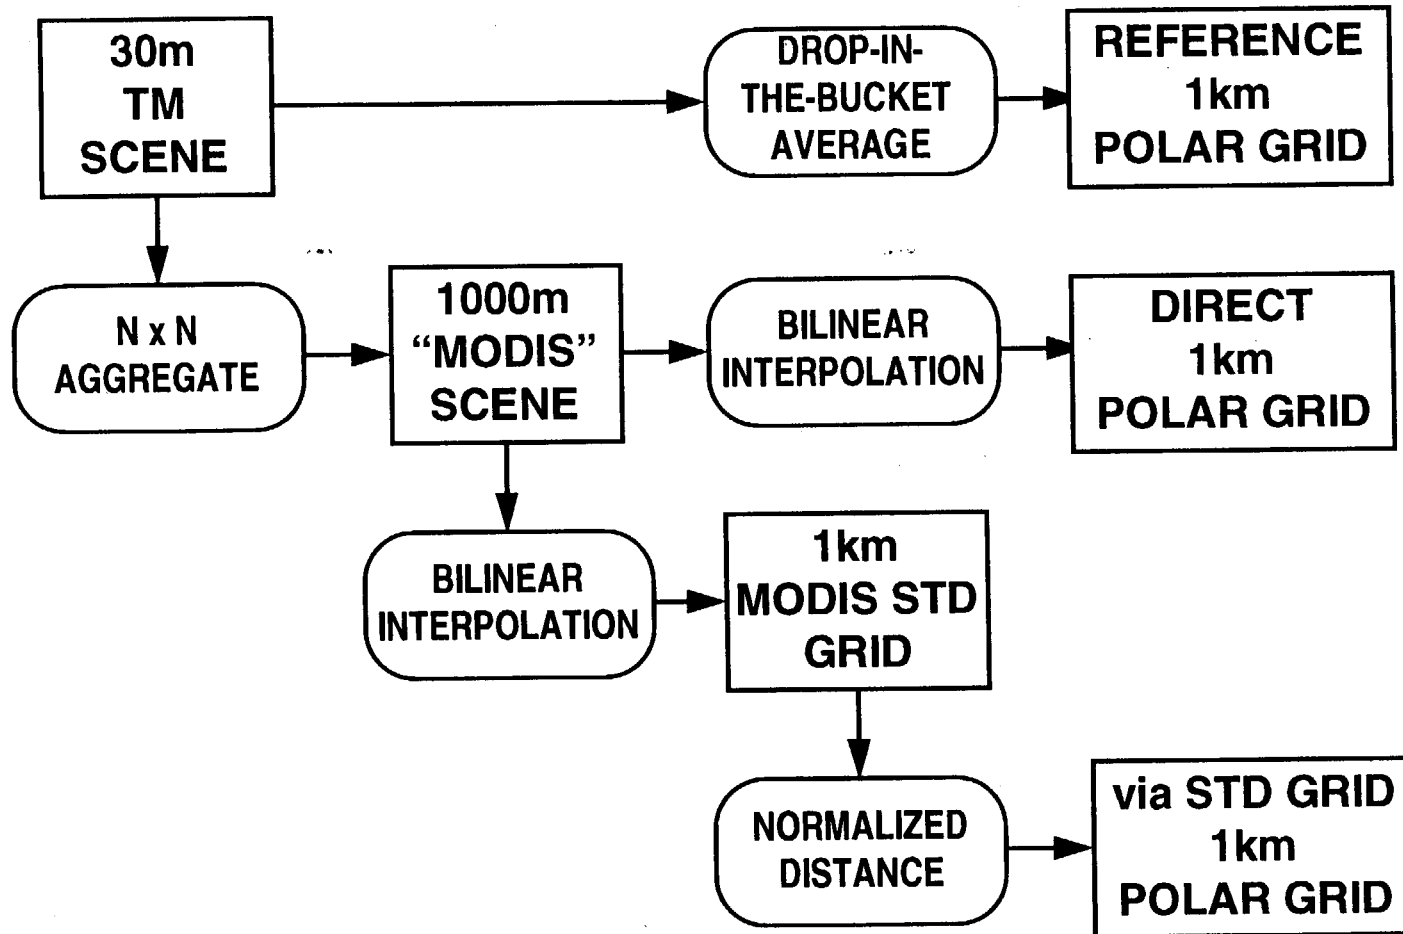 30m
TM
SCENE
DROP-IN-
THE-BUCKET
AVERAGE
REFERENCE
1km
POLAR GRID
N x N
AGGREGATE
1000m
“MODIS”
SCENE
BILINEAR
INTERPOLATION
DIRECT
1km
POLAR GRID
BILINEAR
INTERPOLATION
1km
MODIS STD
GRID
NORMALIZED
DISTANCE
via STD GRID
1km
POLAR GRID